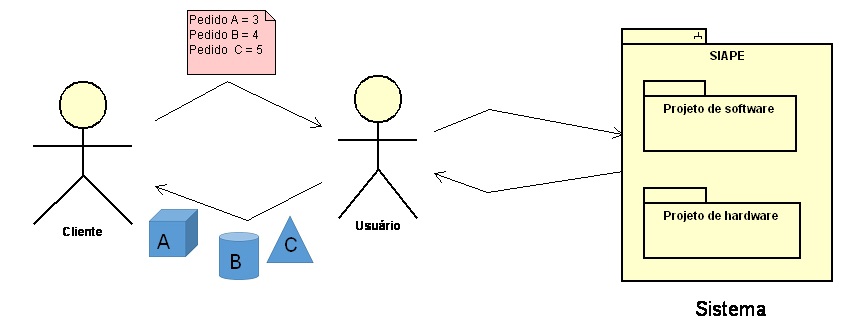 Pedido A = 3
Pedido B = 4
Pedido C = 5
SIAPE
Projeto de software
Projeto de hardware
Cliente
Usuário
A
B
C
Sistema